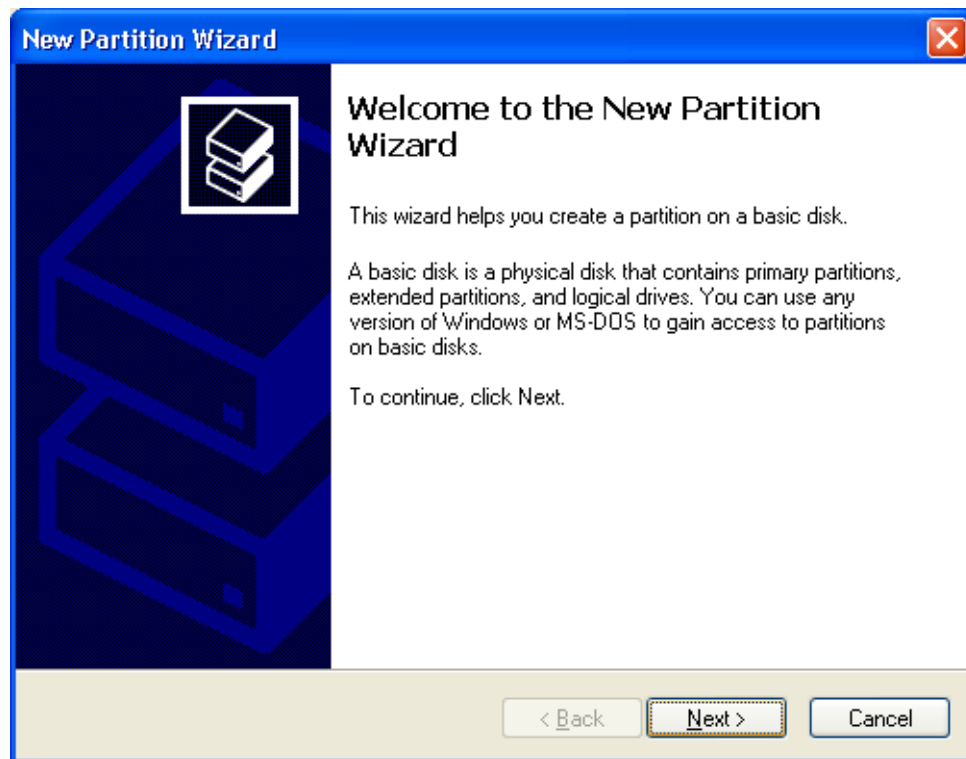 New Partition Wizard
Welcome to the New Partition
Wizard
This wizard helps you create a partition on a basic disk.
A basic disk is a physical disk that contains primary partitions,
extended partitions, and logical drives. You can use any
version of Windows or MS-DOS to gain access to partitions
on basic disks.
To continue, click Next.
< Back Next > Cancel